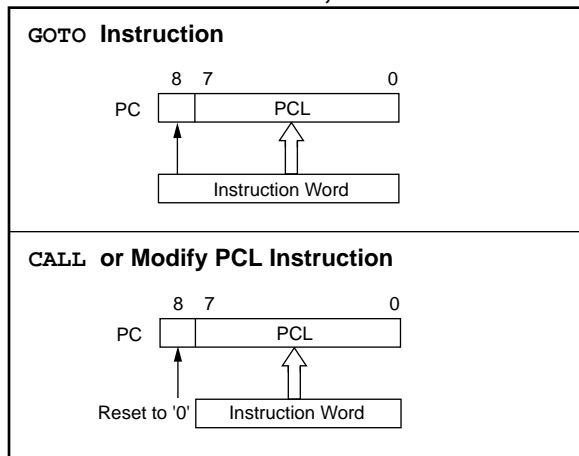 GOTO Instruction
8 7 0
PC PCL
Instruction Word
CALL or Modify PCL Instruction
8 7 0
PC PCL
Reset to '0' Instruction Word